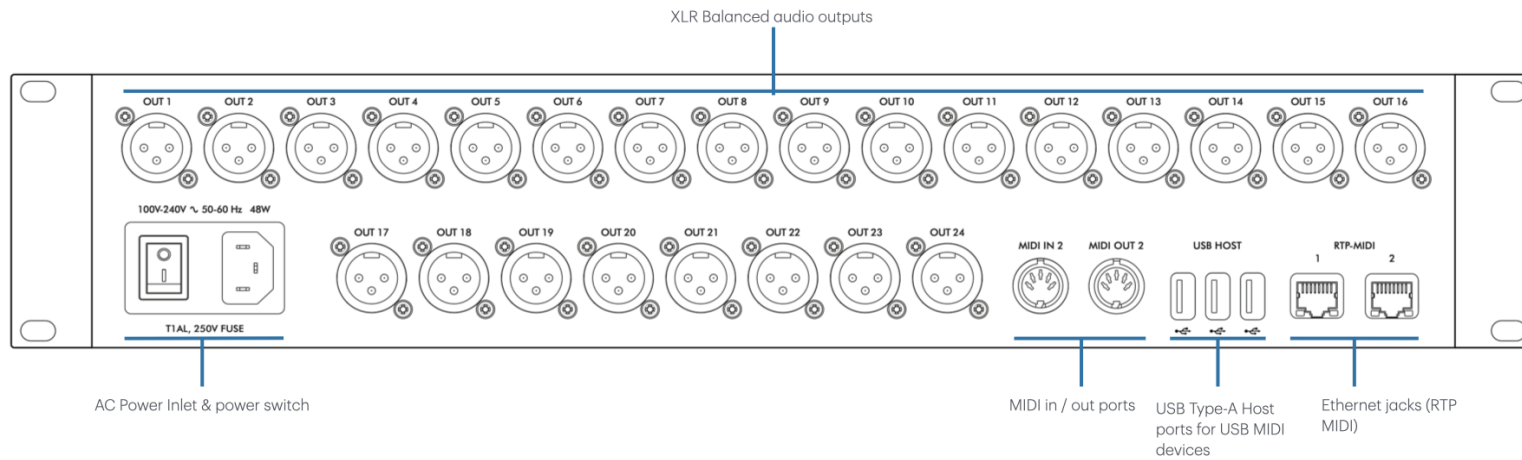 XLR Balanced audio outputs
OUT 1 OUT 2 OUT 3 OUT 4 OUT 5 OUT 6 OUT 7 OUT 8 OUT 9 OUT 10 OUT 11 OUT 12 OUT 13 OUT 14 OUT 15 OUT 16
100V-240V ∿ 50-60 Hz 48W
OUT 17 OUT 18 OUT 19 OUT 20 OUT 21 OUT 22 OUT 23 OUT 24
MIDI IN 2 MIDI OUT 2 USB HOST RTP-MIDI
1 2
T1AL, 250V FUSE
AC Power Inlet & power switch
MIDI in / out ports
USB Type-A Host
ports for USB MIDI
devices
Ethernet jacks (RTP
MIDI)